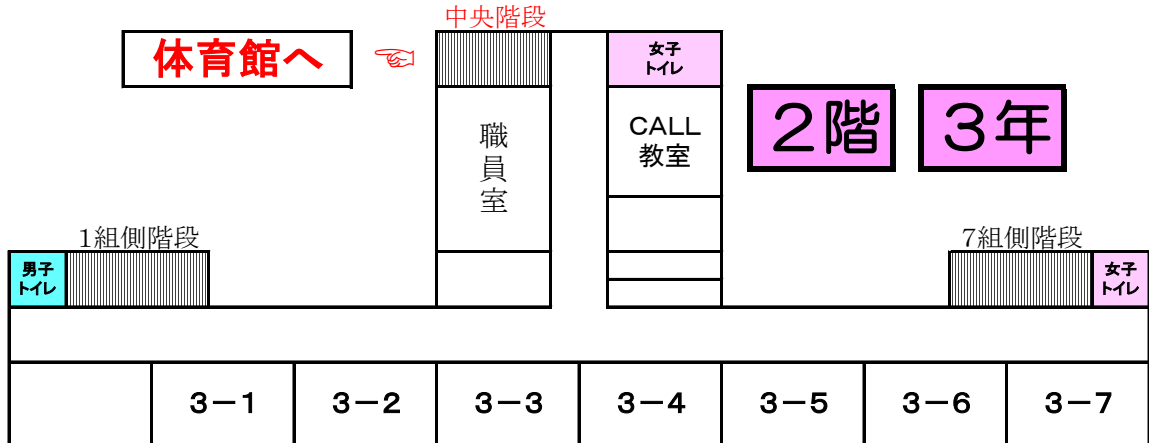 中央階段
体育館へ ☜
女子
トイレ
職員室
CALL
教室
2階 3年
1組側階段
7組側階段
男子
トイレ
女子
トイレ
3－1 3－2 3－3 3－4 3－5 3－6 3－7